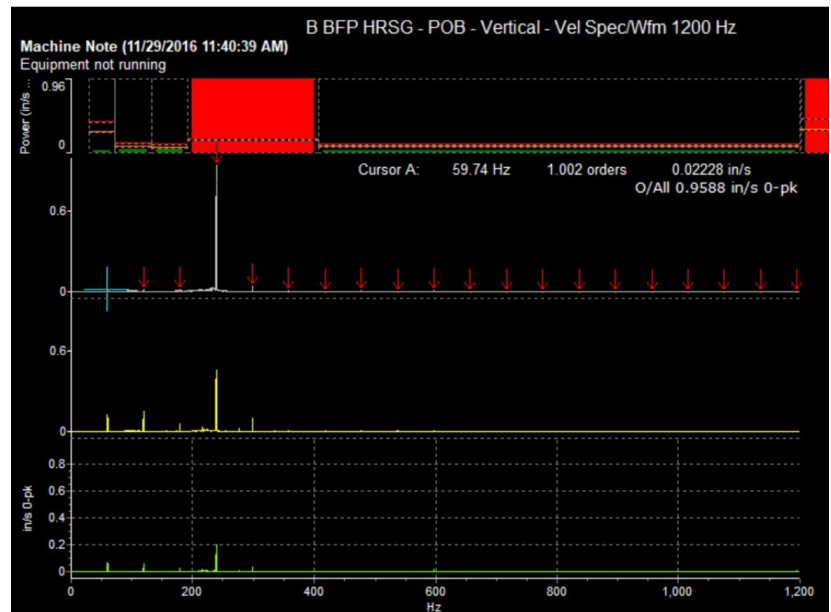 B BFP HRSG - POB - Vertical - Vel Spec/Wfm 1200 Hz
Machine Note (11/29/2016 11:40:39 AM)
Equipment not running
0.96
Power (in/s ...
0
Cursor A: 59.74 Hz 1.002 orders 0.02228 in/s
O/All 0.9588 in/s 0-pk
0.6
0
0.6
0
0.8
0.6
0.4
0.2
0
in/s 0-pk
0 200 400 600 800 1,000 1,200
Hz